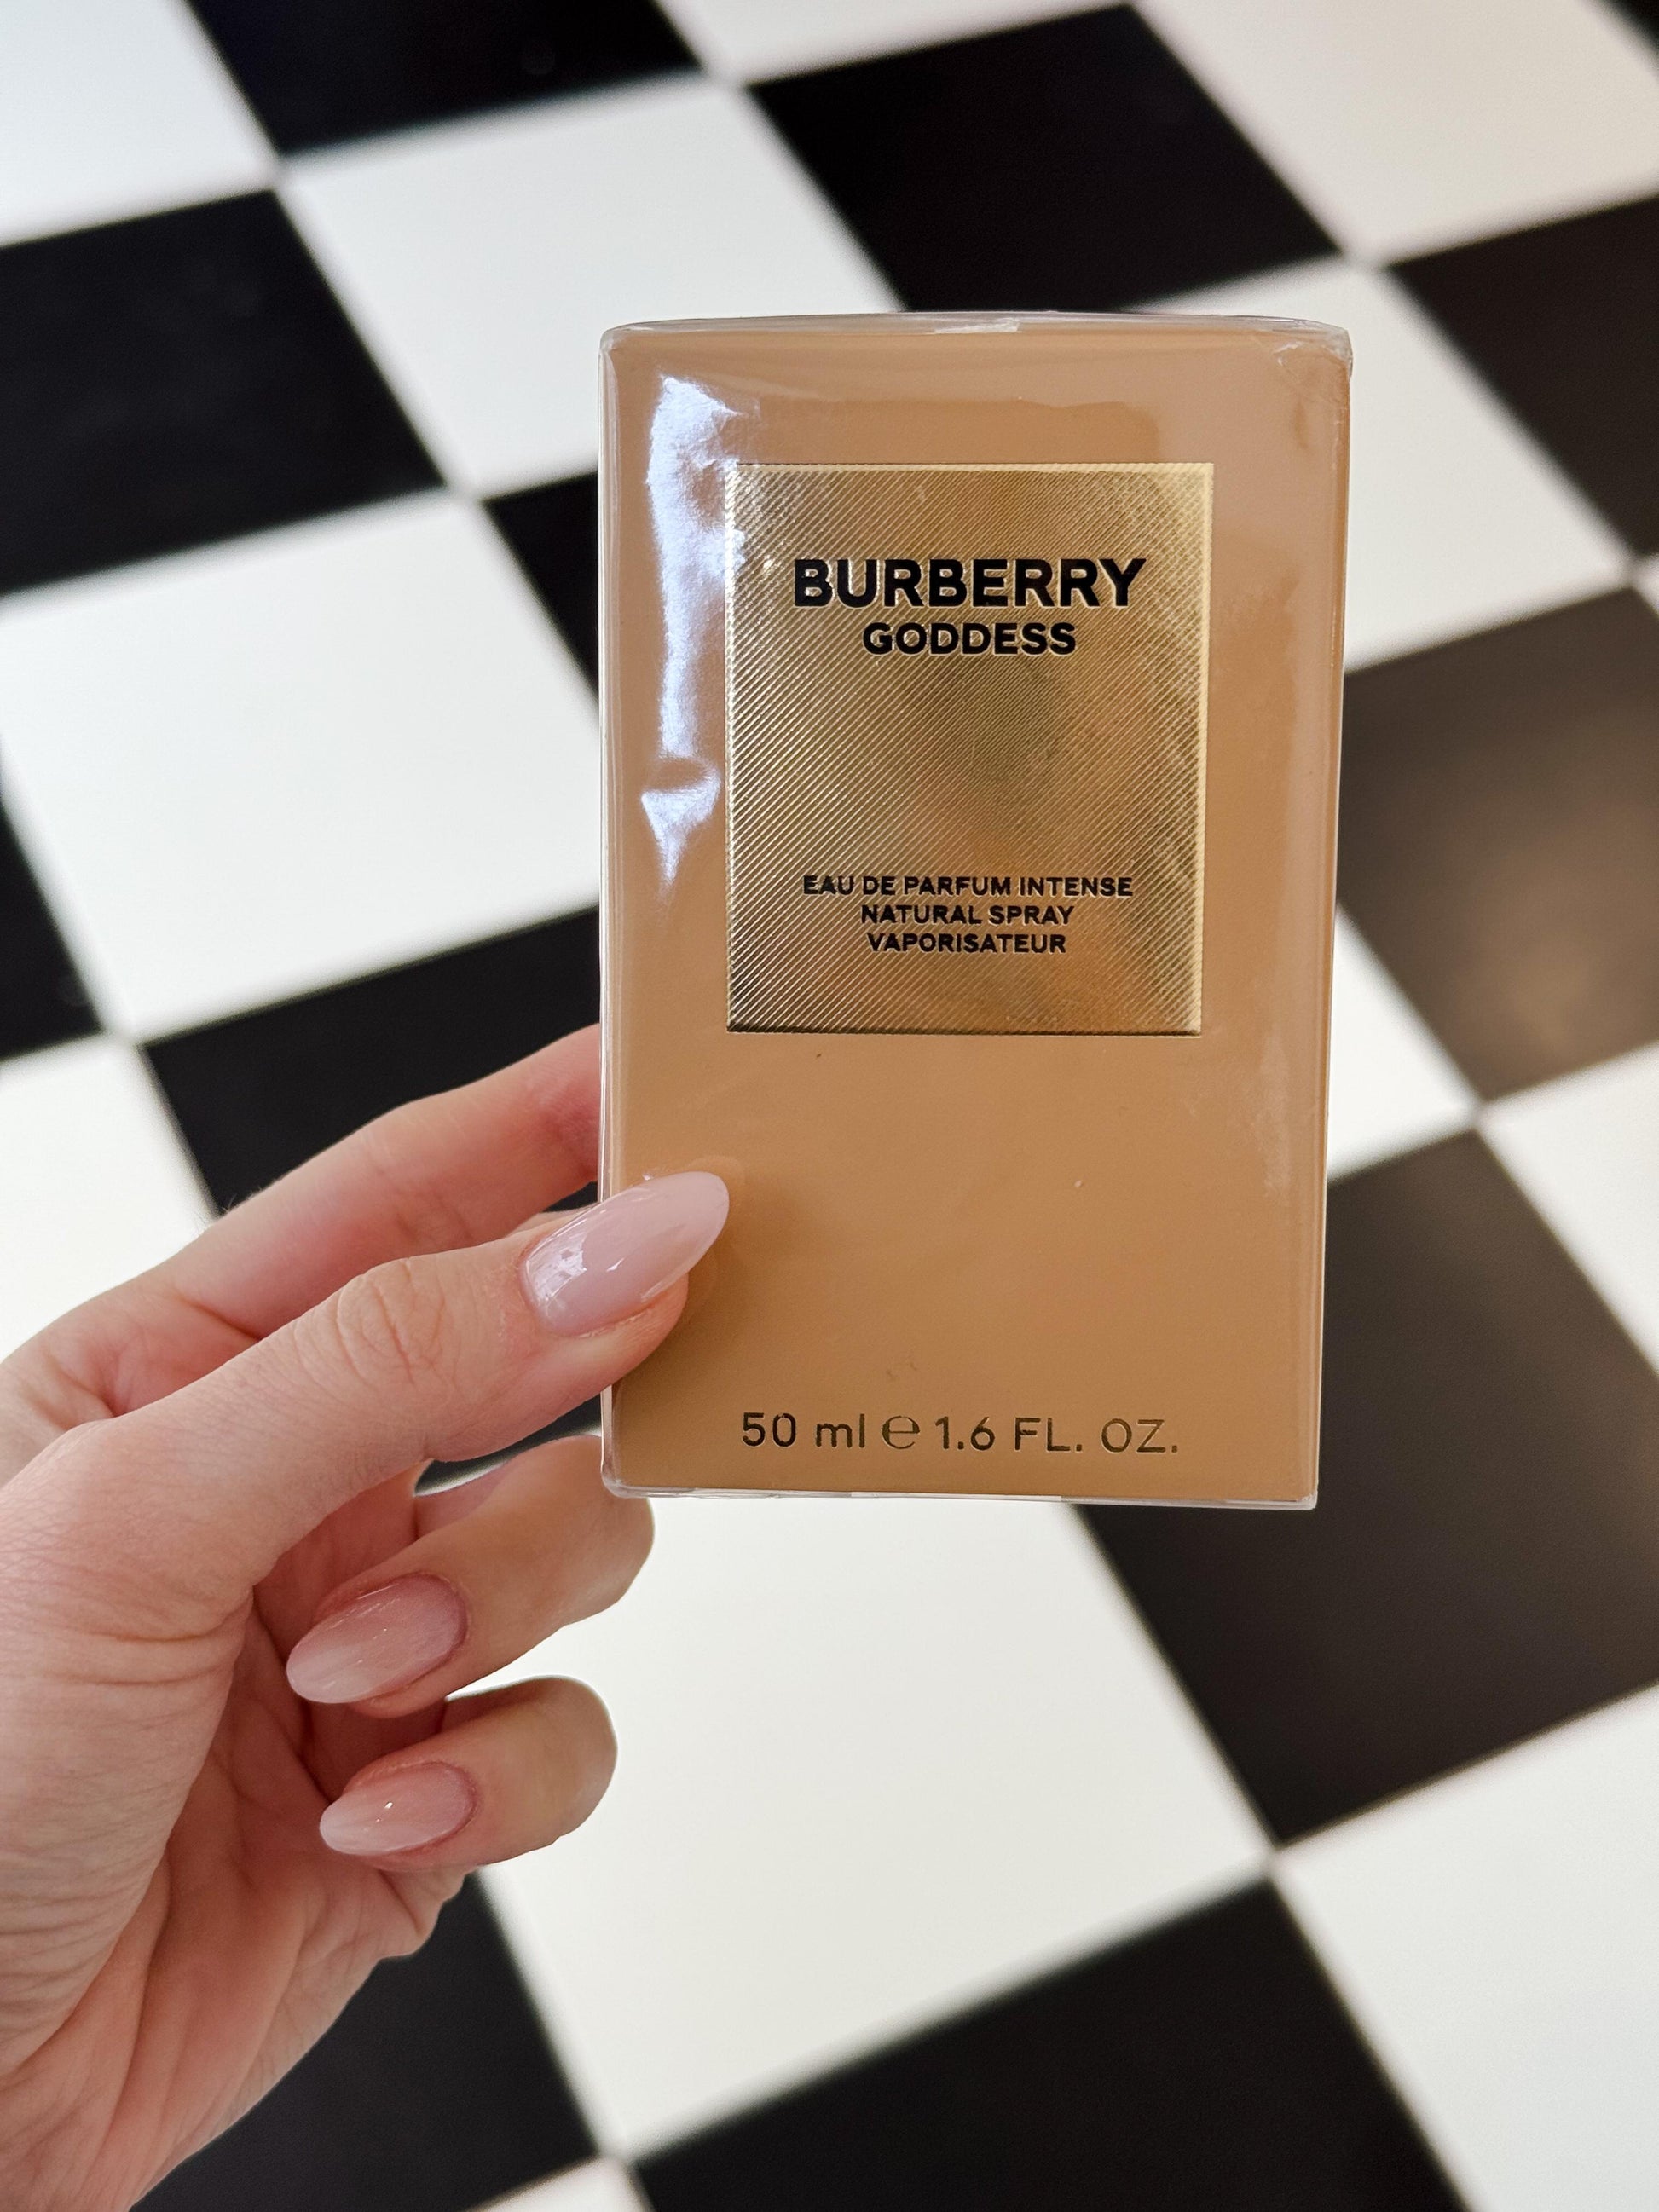 BURBERRY
GODDESS
EAU DE PARFUM INTENSE
NATURAL SPRAY
VAPORISATEUR
50 ml ℮ 1.6 FL. OZ.